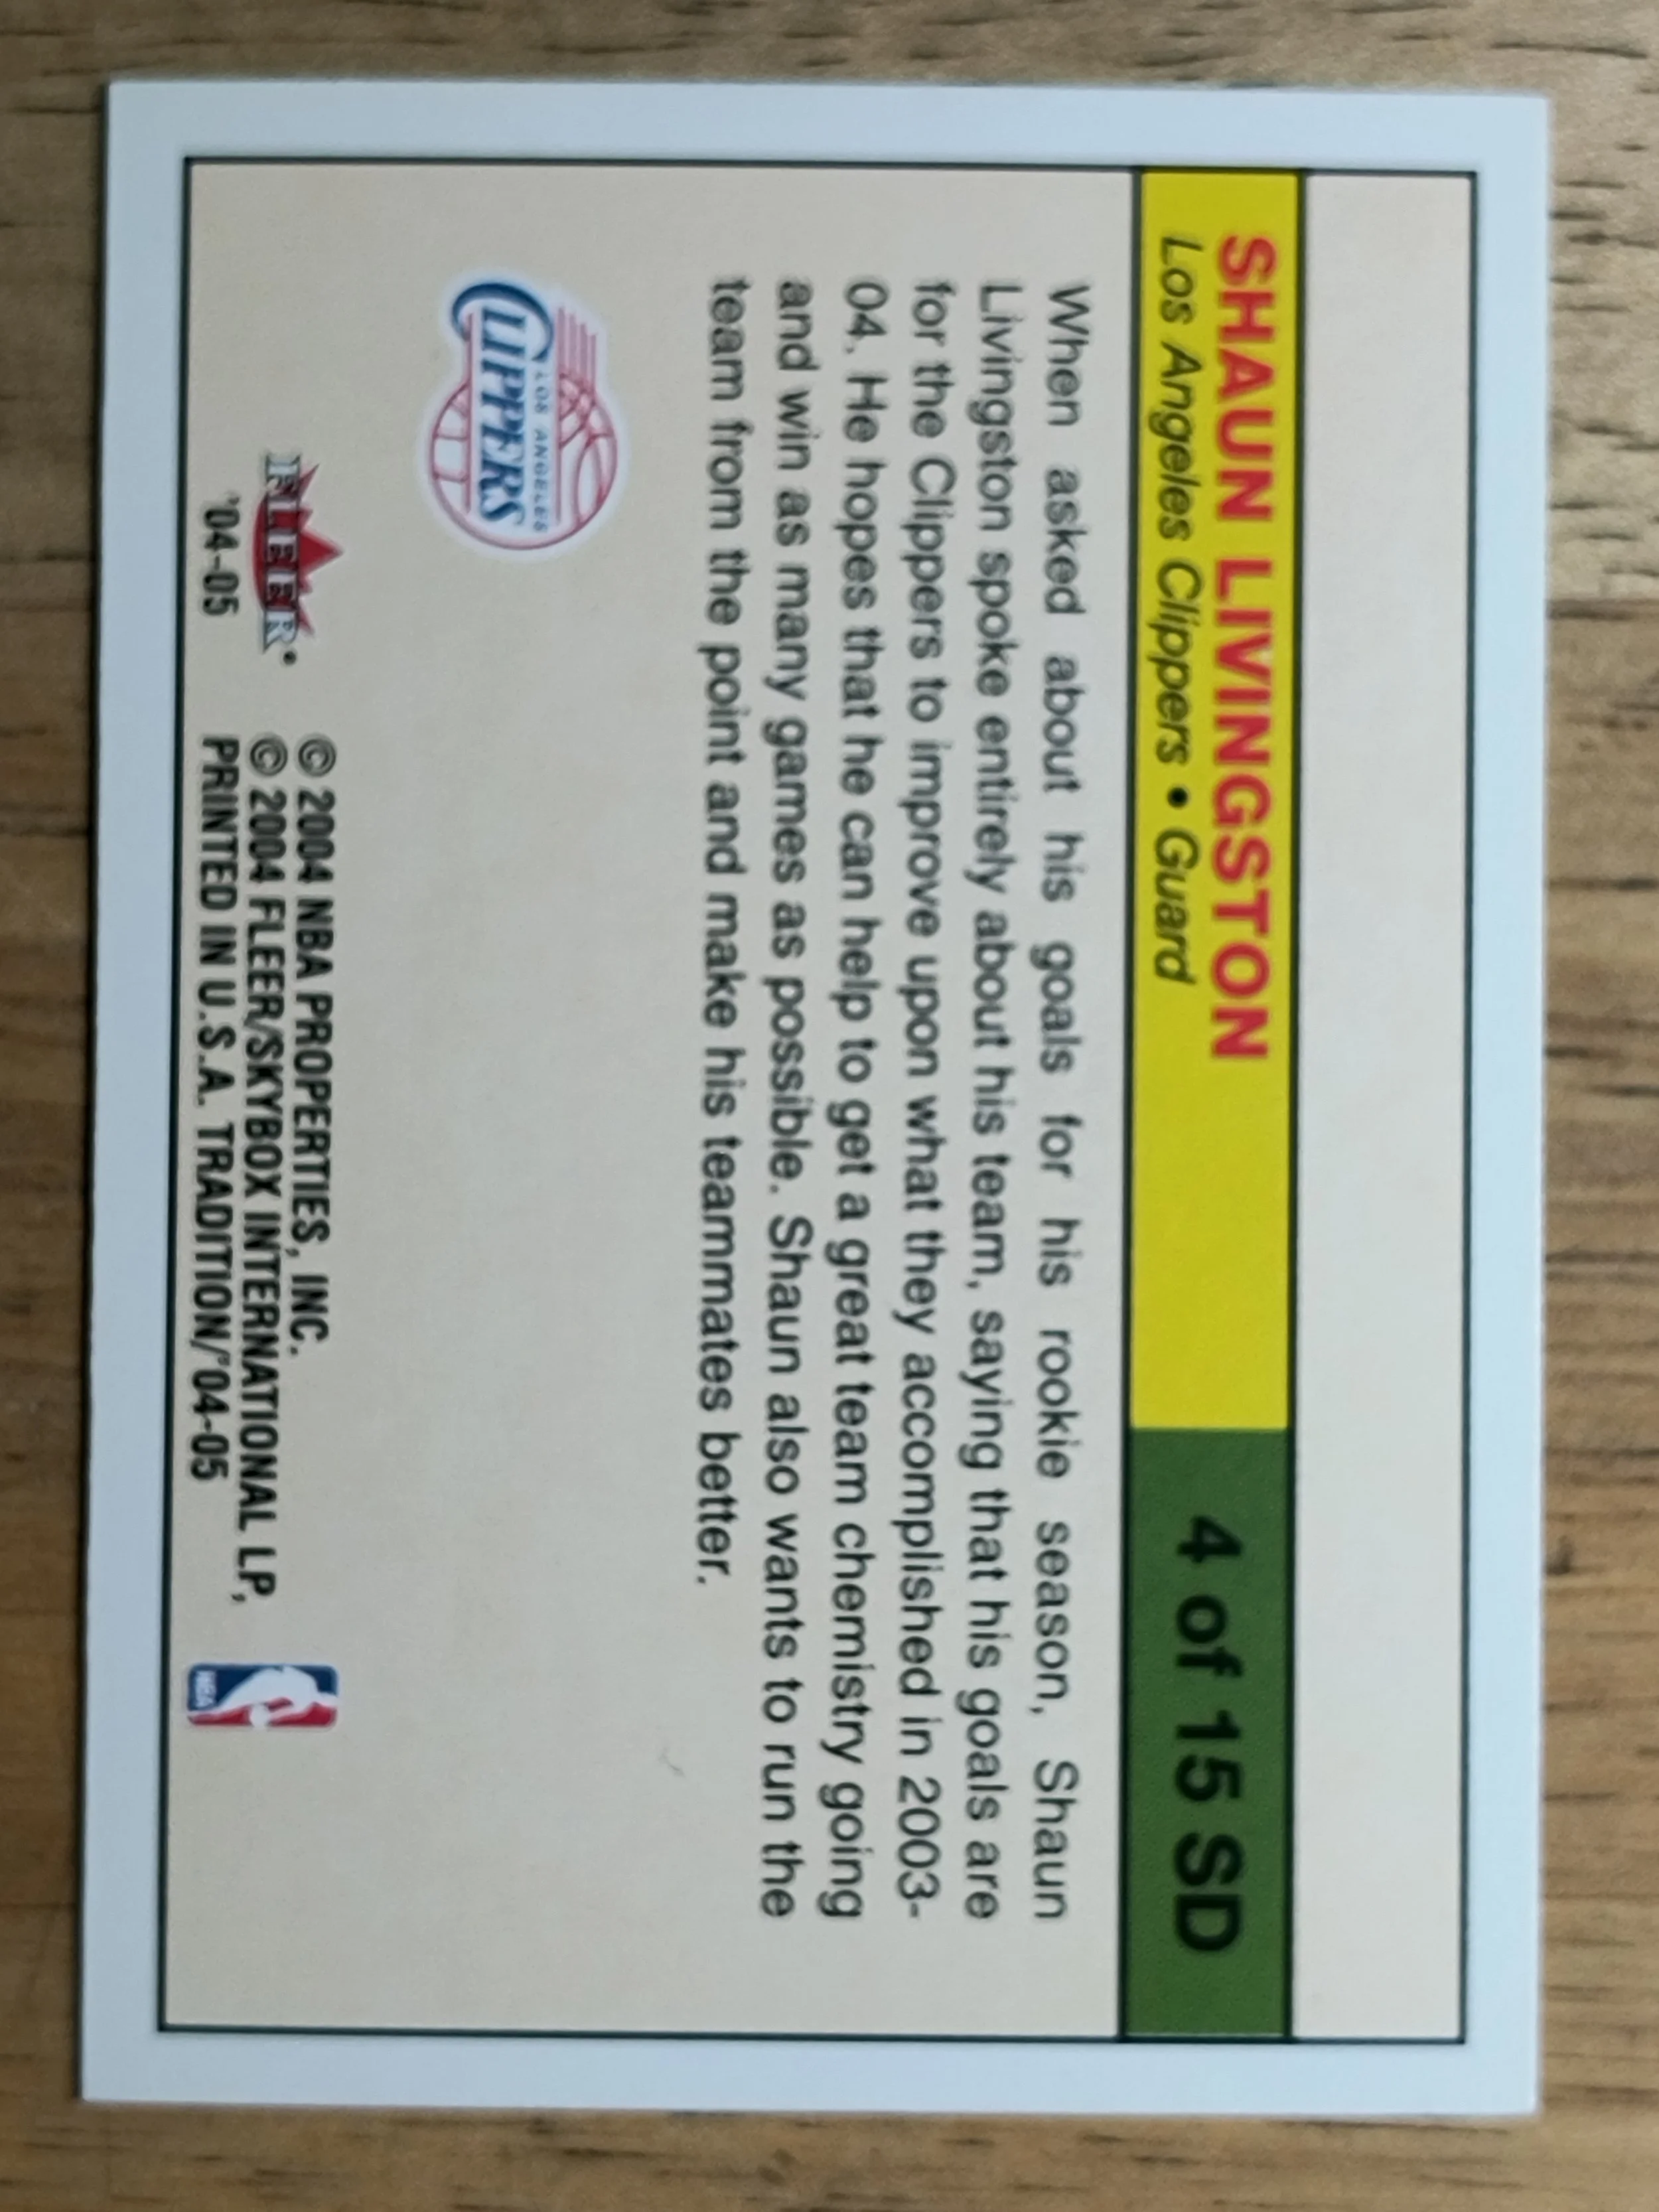 SHAUN LIVINGSTON
Los Angeles Clippers • Guard
4 of 15 SD
When asked about his goals for his rookie season, Shaun
Livingston spoke entirely about his team, saying that his goals are
for the Clippers to improve upon what they accomplished in 2003-
04. He hopes that he can help to get a great team chemistry going
and win as many games as possible. Shaun also wants to run the
team from the point and make his teammates better.
LOS ANGELES
CLIPPERS
FLEER
'04-05
© 2004 NBA PROPERTIES, INC.
© 2004 FLEER/SKYBOX INTERNATIONAL LP,
PRINTED IN U.S.A. TRADITION/'04-05
NBA